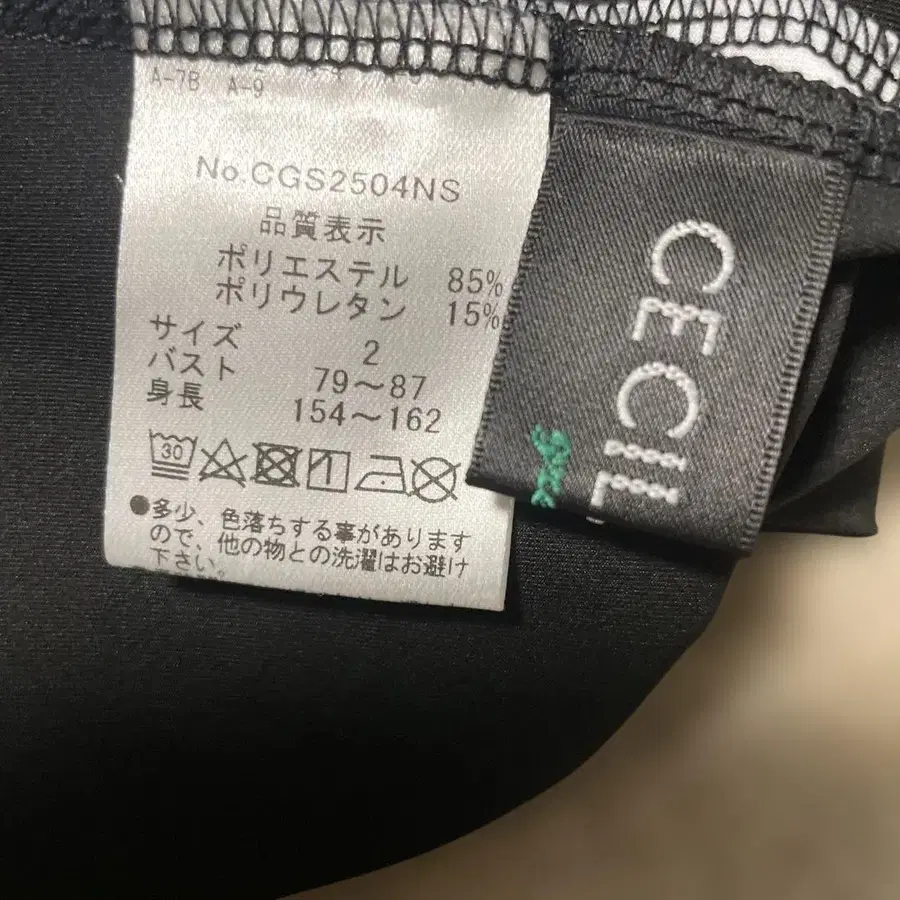 A-7B A-9
No.CGS2504NS
品質表示
ポリエステル 85%
ポリウレタン 15%
サイズ 2
バスト 79～87
身長 154～162
30
●多少、色落ちする事があります
ので、他の物との洗濯はお避け
下さい。
CECIL